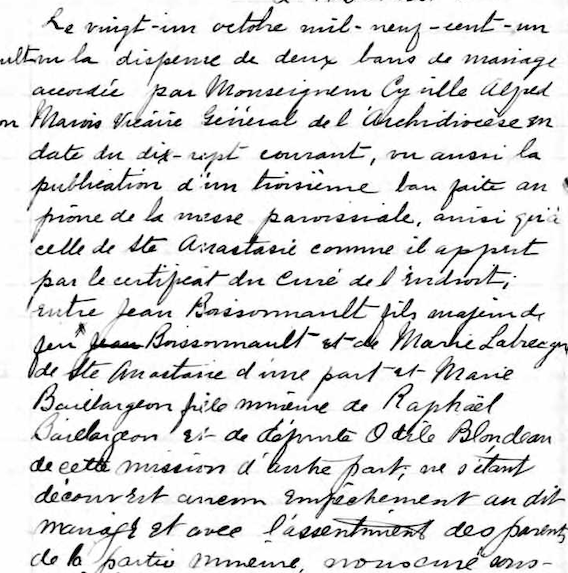 Le vingt-un octobre mil-neuf-cent-un
vu la dispense de deux bans de mariage
accordée par Monseigneur Cyrille Alfred
Marois Vicaire Général de l'Archidiocèse en
date du dix-sept courant, vu aussi la
publication d'un troisième ban faite au
prône de la messe paroissiale, ainsi qu'à
celle de Ste Anastasie comme il appert
par le certificat du Curé de l'endroit;
entre Jean Boissonnault fils majeur de
feu Jean Boissonnault et de Marie Labrecque
de Ste Anastasie d'une part et Marie
Baillargeon fille mineure de Raphaël
Baillargeon et de défunte Odile Blondeau
de cette mission d'autre part, ne s'étant
découvert aucun empêchement au dit
mariage et avec l'assentiment des parents
de la partie mineure, nous curé sous-